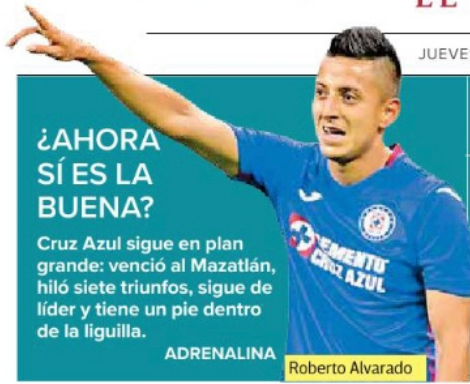 JUEVE
¿AHORA
SÍ ES LA
BUENA?
Cruz Azul sigue en plan
grande: venció al Mazatlán,
hiló siete triunfos, sigue de
líder y tiene un pie dentro
de la liguilla.
ADRENALINA
CEMENTO
CRUZ AZUL
Roberto Alvarado